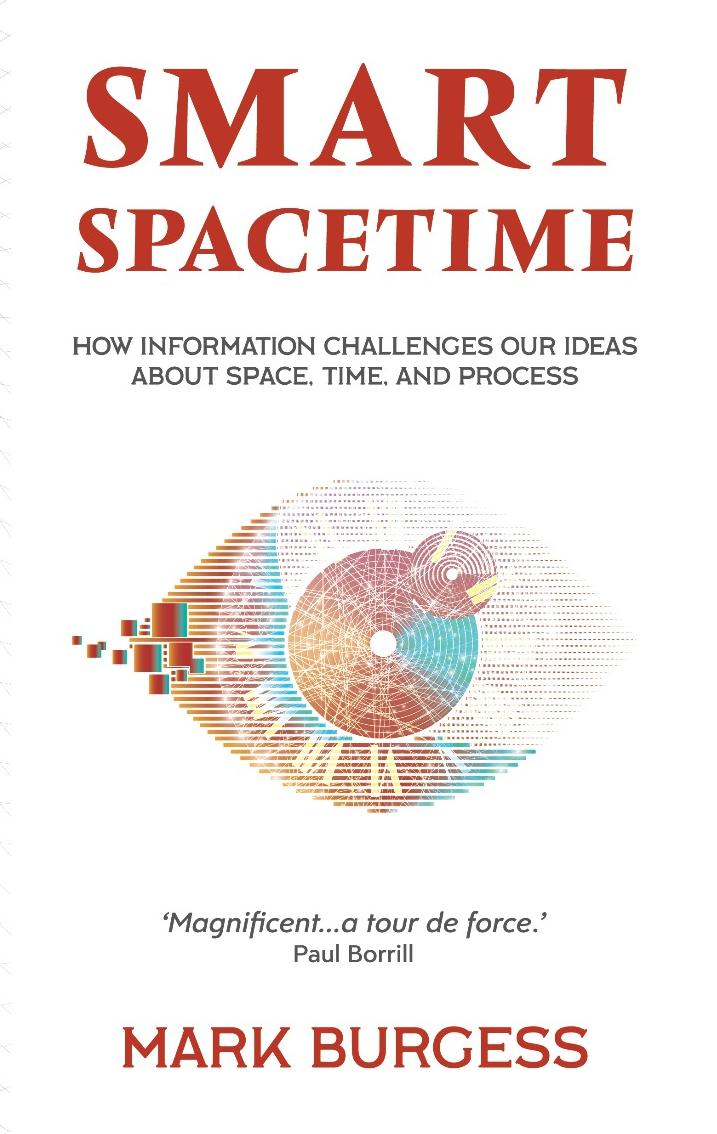 SMART
SPACETIME
HOW INFORMATION CHALLENGES OUR IDEAS
ABOUT SPACE, TIME, AND PROCESS
‘Magnificent...a tour de force.’
Paul Borrill
MARK BURGESS